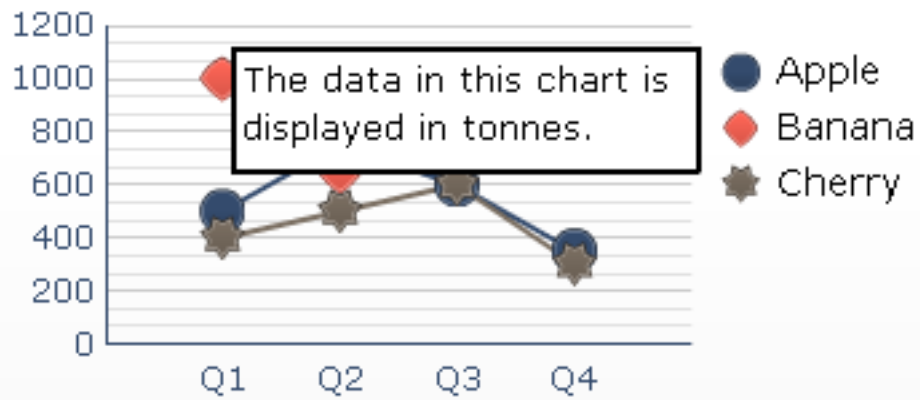 1200
1000
800
600
400
200
0
The data in this chart is
displayed in tonnes.
Apple
Banana
Cherry
Q1 Q2 Q3 Q4